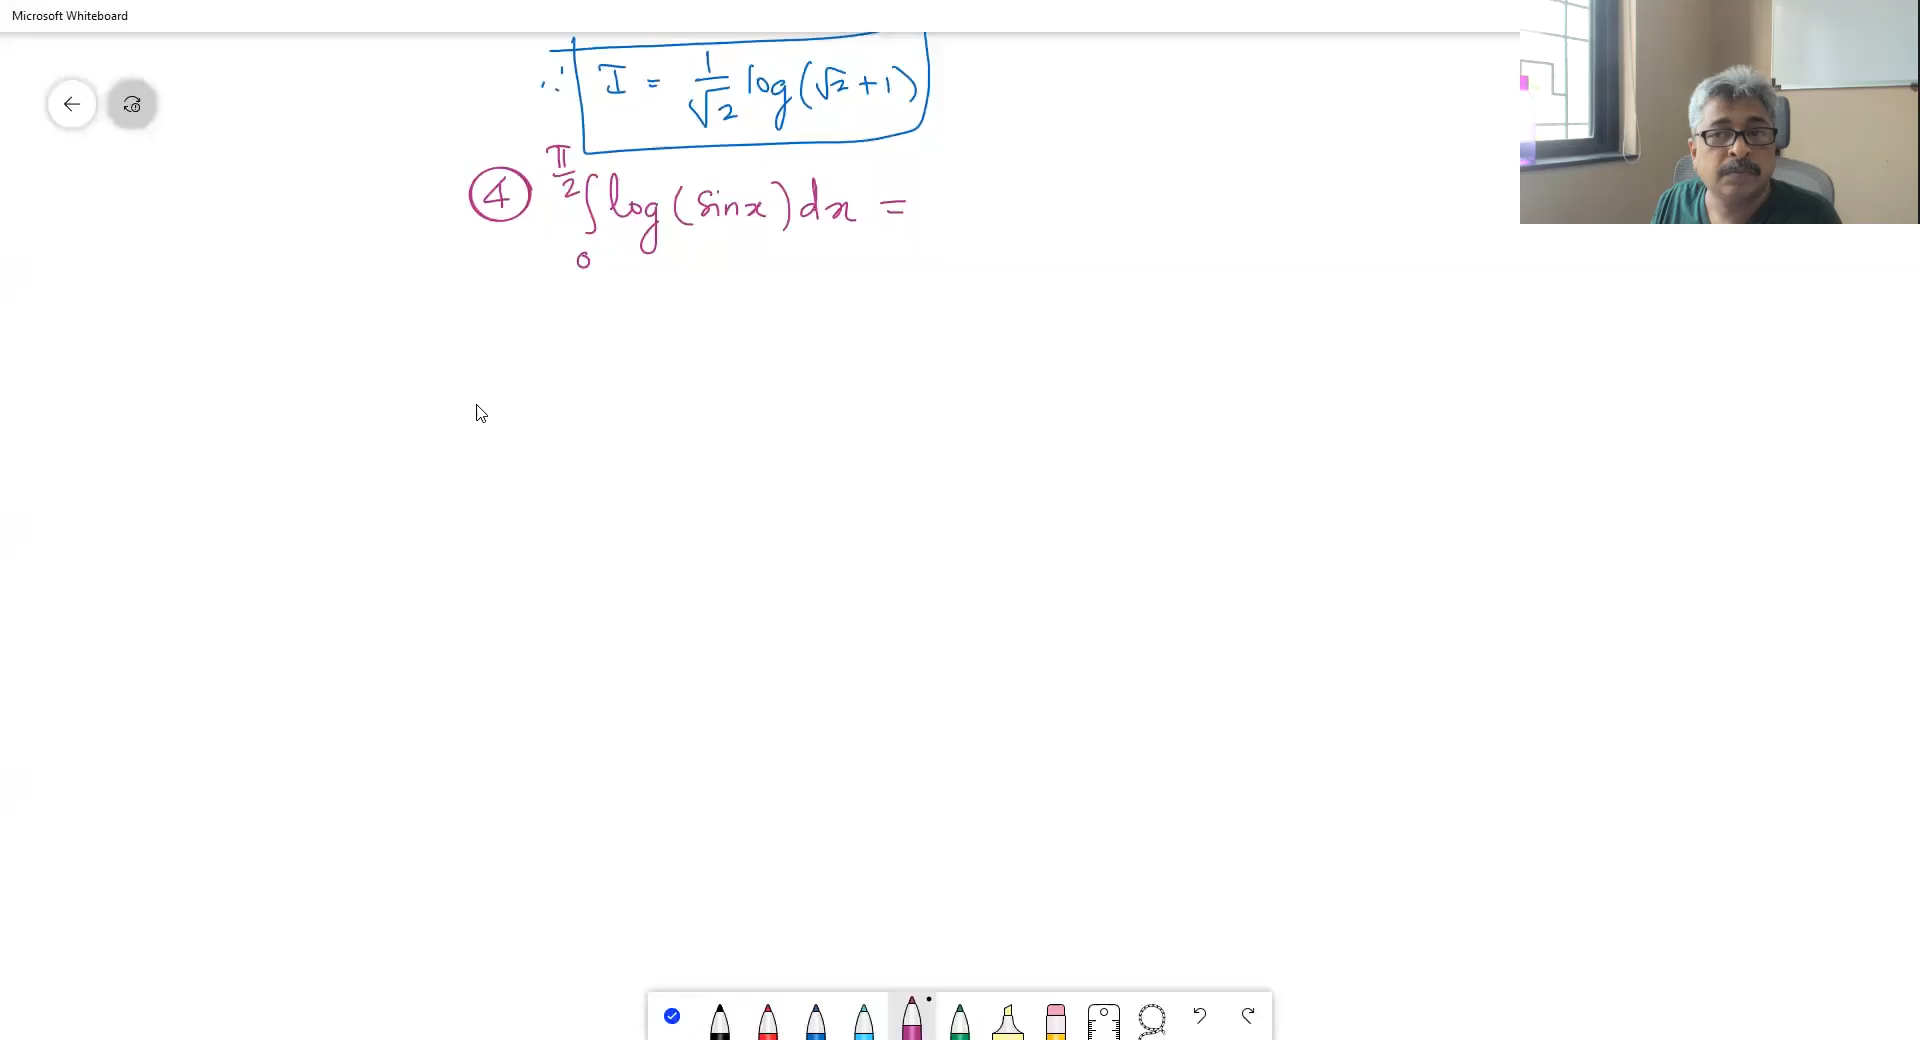 Microsoft Whiteboard
∴ I = 1/√2 log(√2+1)
④ ∫₀^(π/2) log(sinx)dx =